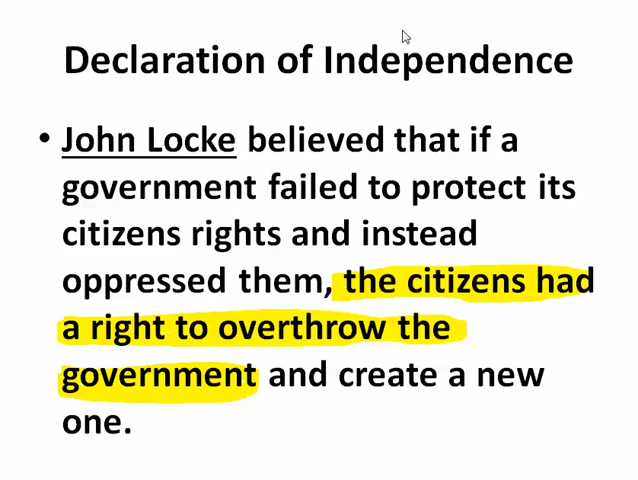 Declaration of Independence
• John Locke believed that if a
government failed to protect its
citizens rights and instead
oppressed them, the citizens had
a right to overthrow the
government and create a new
one.